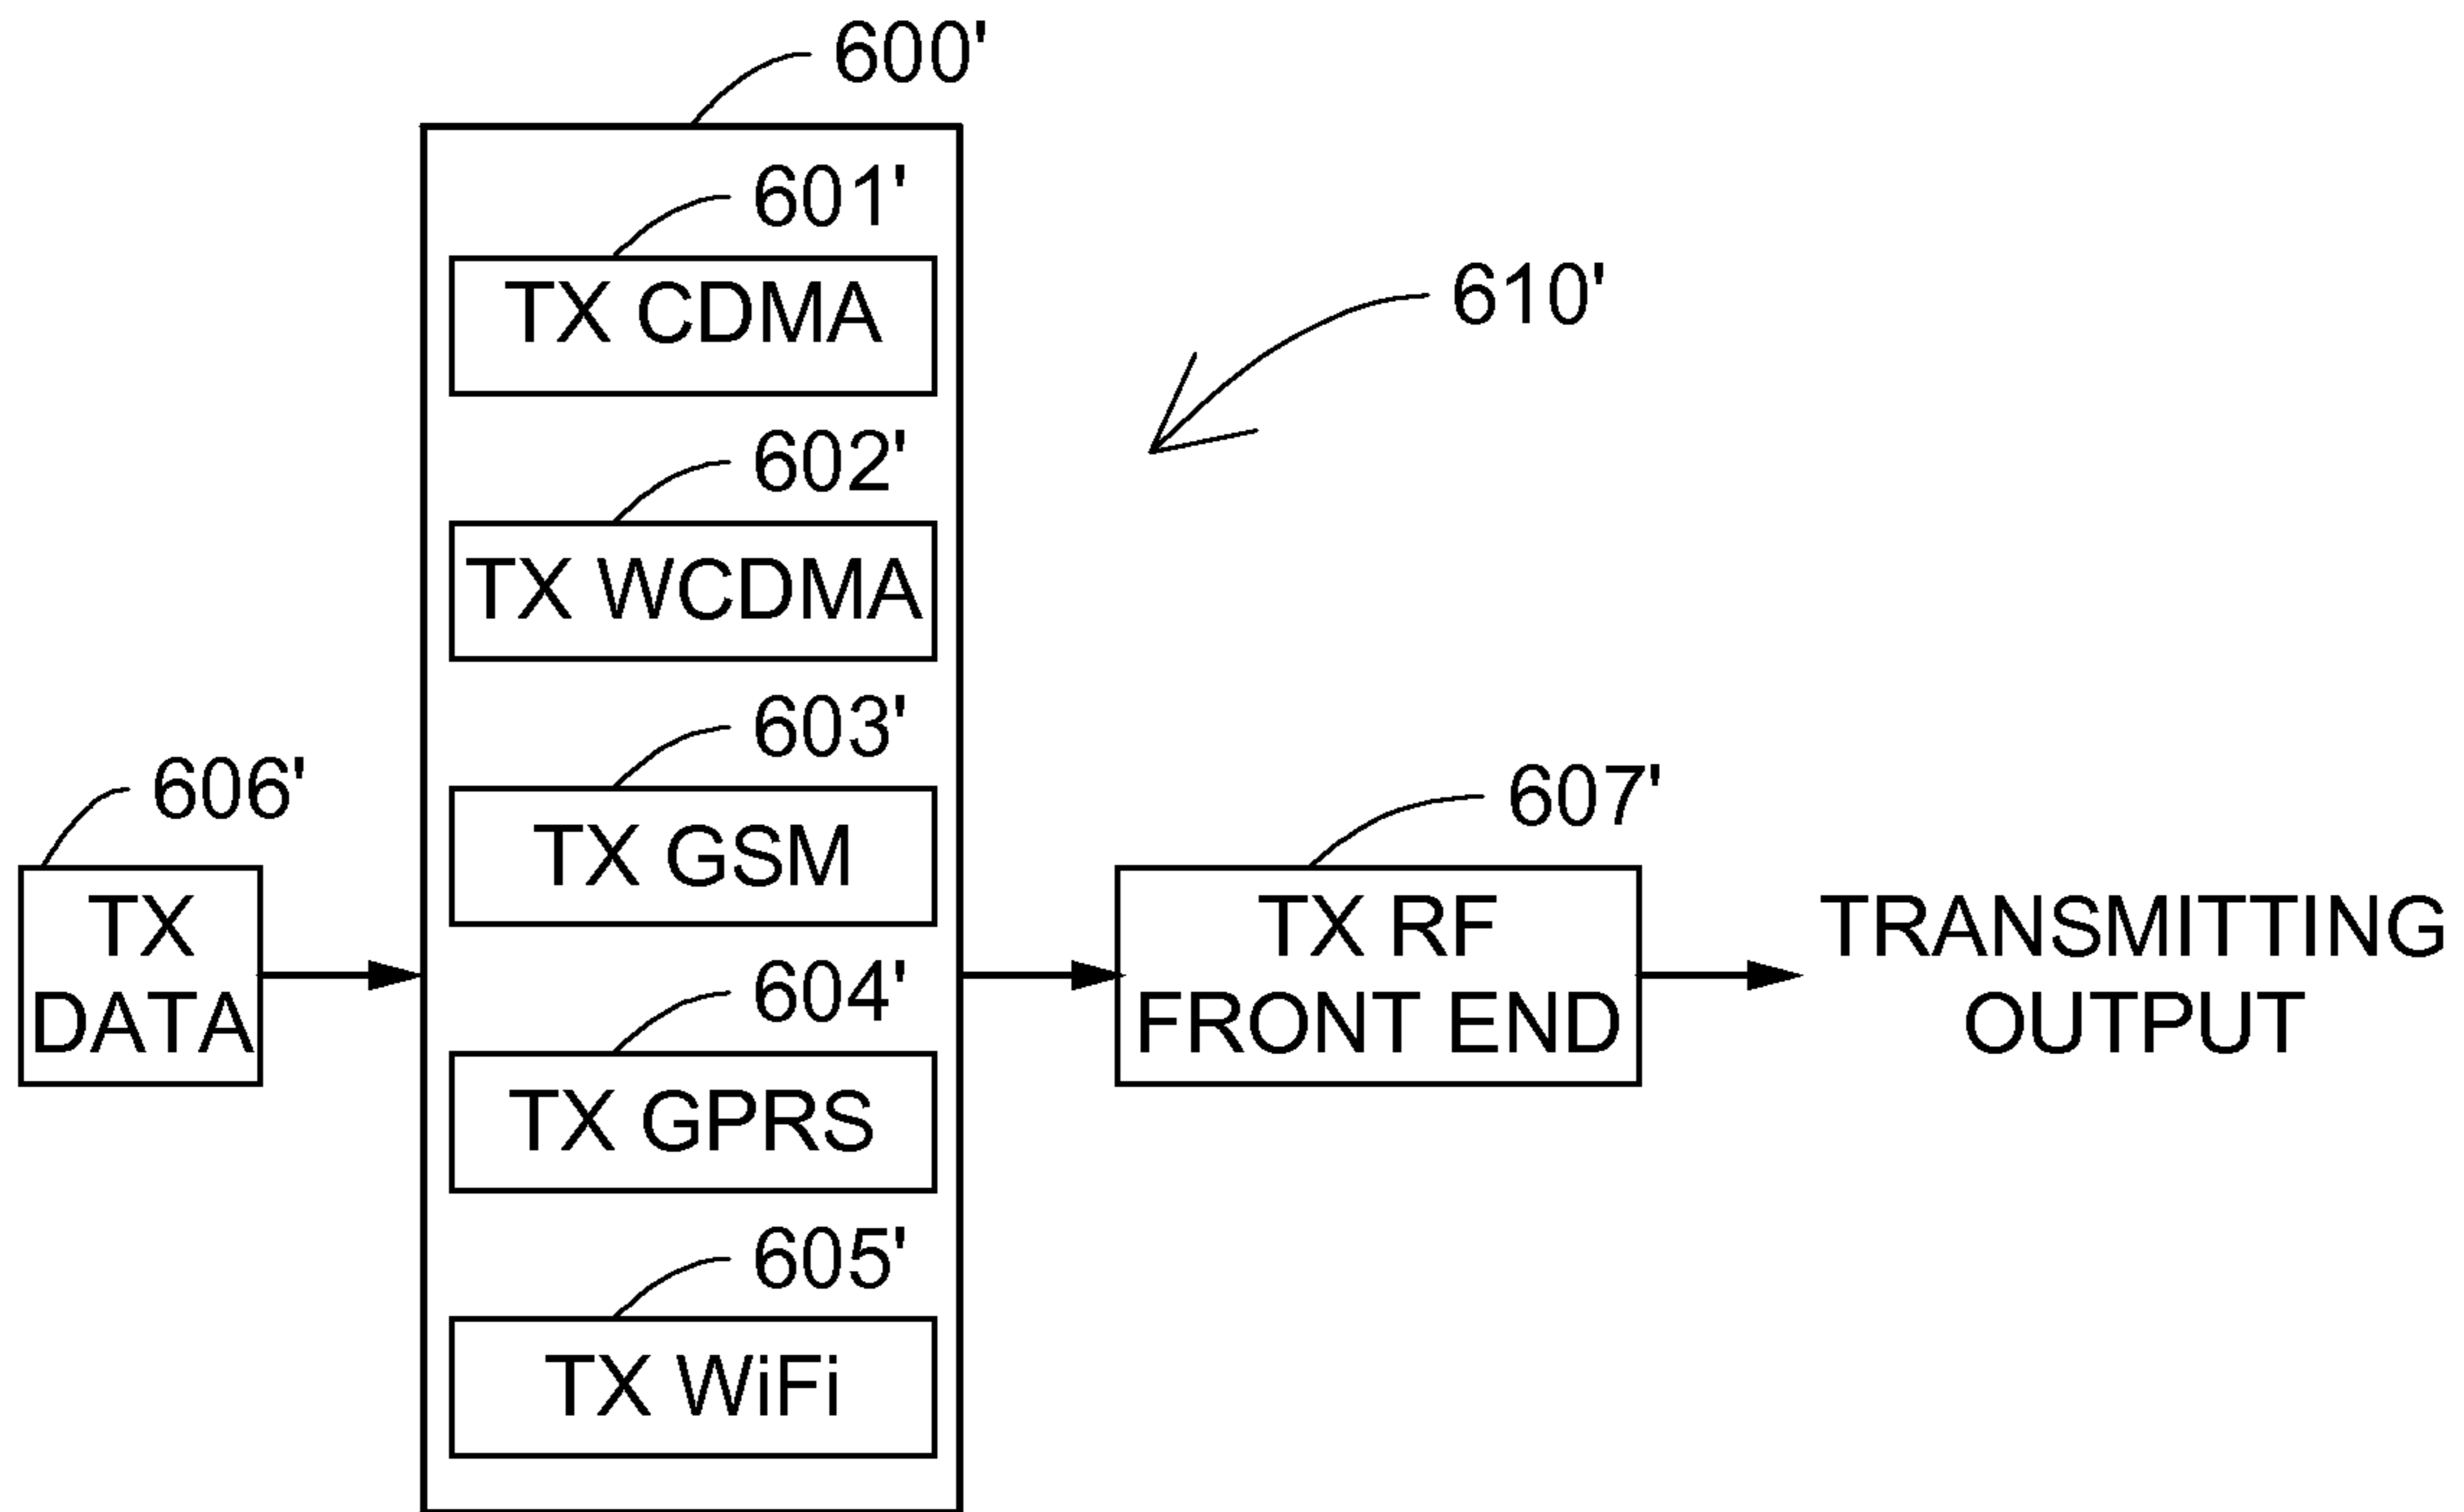 600'
601'
TX CDMA
610'
602'
TX WCDMA
603'
TX GSM
606'
TX
DATA
604'
TX GPRS
605'
TX WiFi
607'
TX RF
FRONT END
TRANSMITTING
OUTPUT